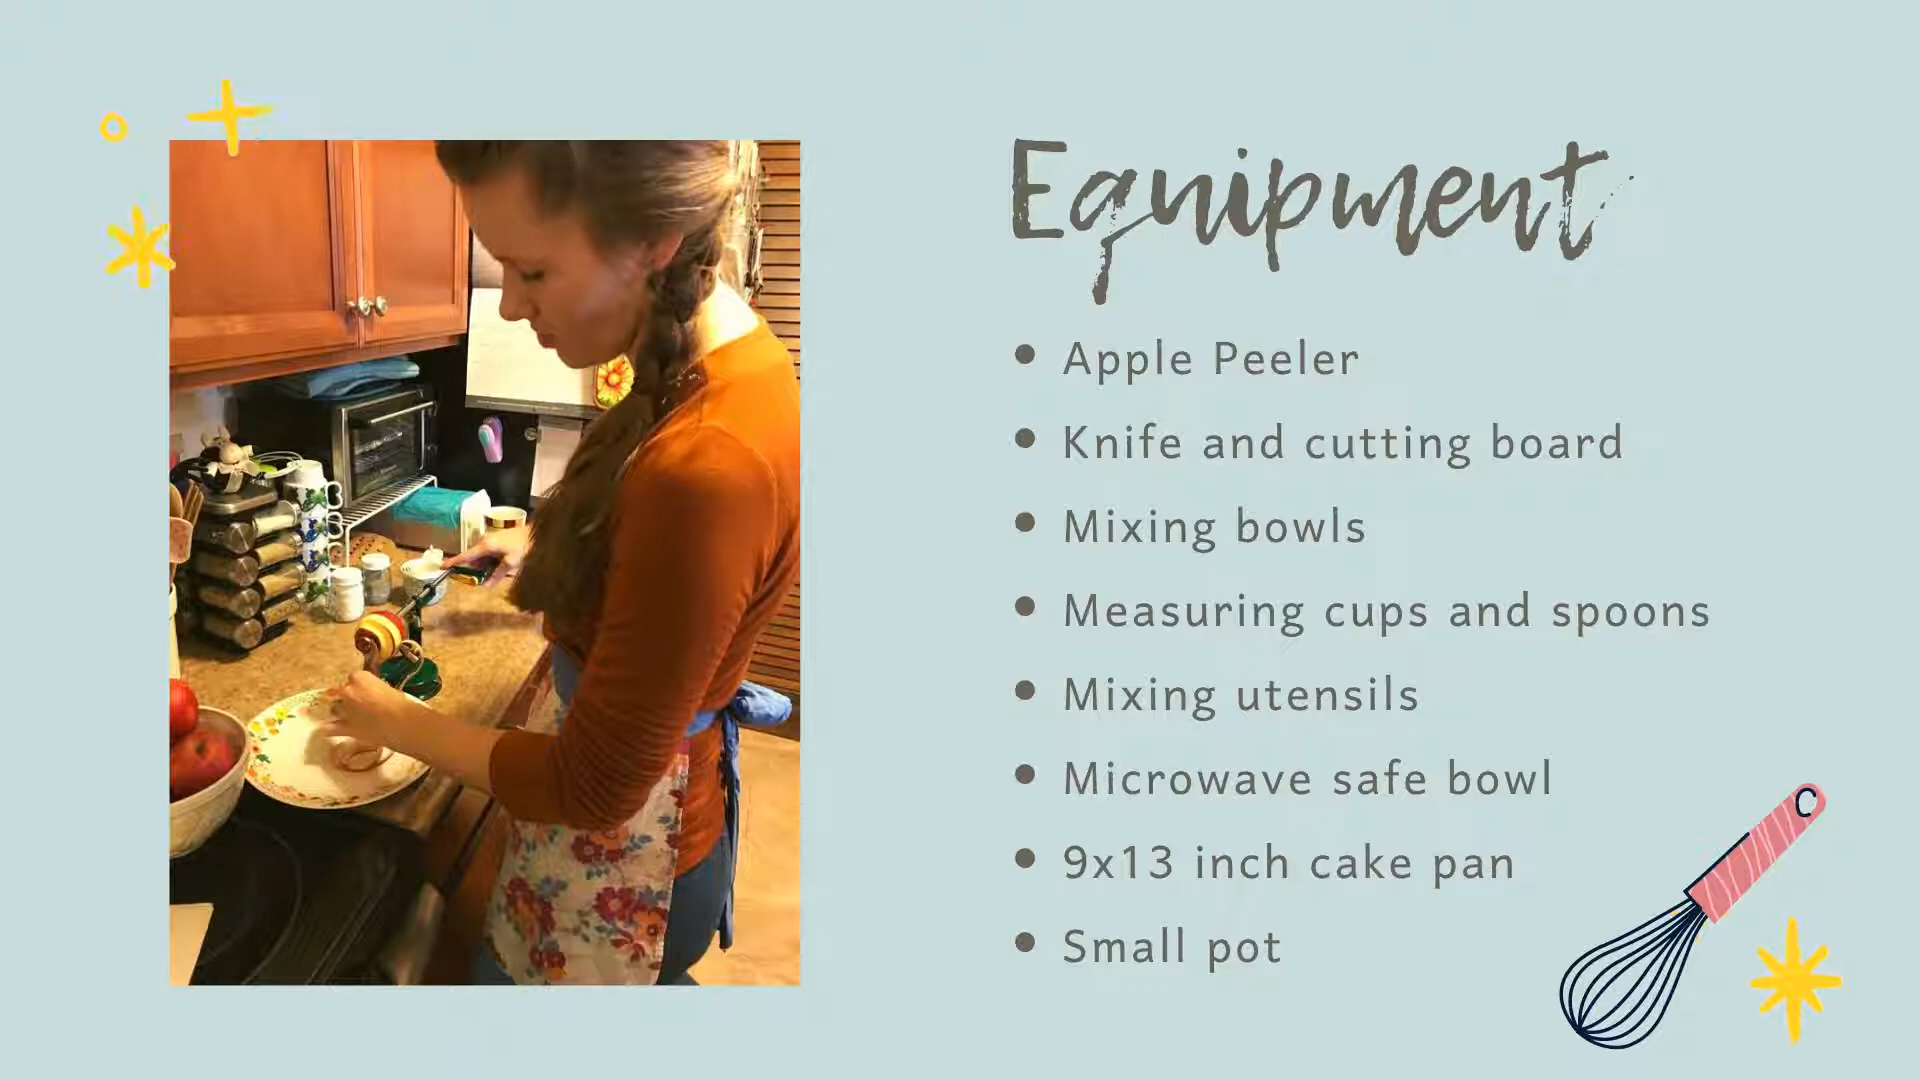 Equipment
• Apple Peeler
• Knife and cutting board
• Mixing bowls
• Measuring cups and spoons
• Mixing utensils
• Microwave safe bowl
• 9x13 inch cake pan
• Small pot